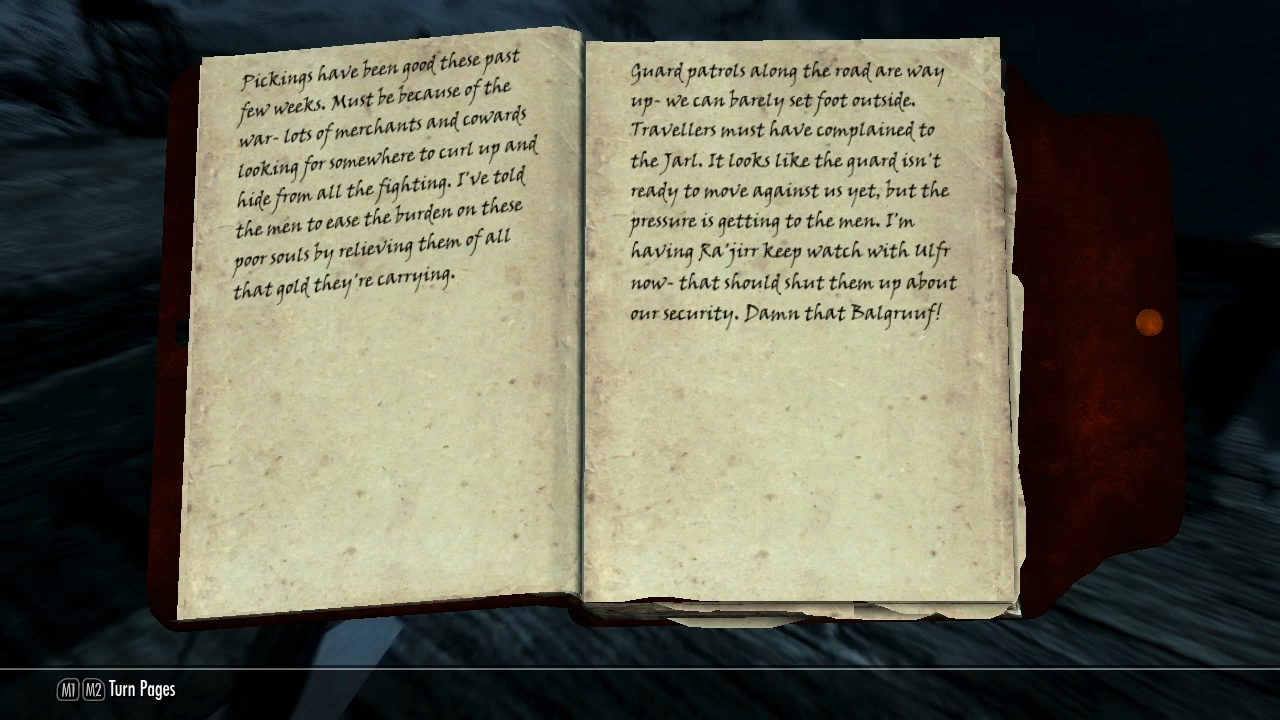 Pickings have been good these past
few weeks. Must be because of the
war- lots of merchants and cowards
looking for somewhere to curl up and
hide from all the fighting. I've told
the men to ease the burden on these
poor souls by relieving them of all
that gold they're carrying.
Guard patrols along the road are way
up- we can barely set foot outside.
Travellers must have complained to
the Jarl. It looks like the guard isn't
ready to move against us yet, but the
pressure is getting to the men. I'm
having Ra'jirr keep watch with Ulfr
now- that should shut them up about
our security. Damn that Balgruuf!
M1 M2 Turn Pages